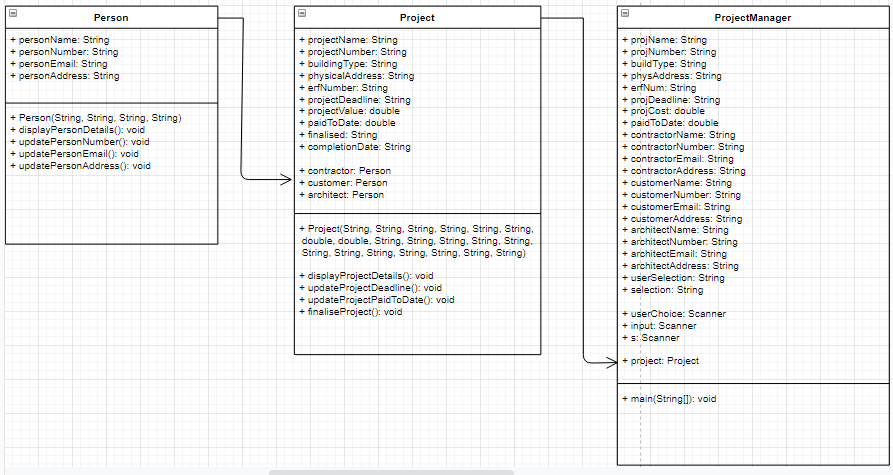 Person
+ personName: String
+ personNumber: String
+ personEmail: String
+ personAddress: String
+ Person(String, String, String, String)
+ displayPersonDetails(): void
+ updatePersonNumber(): void
+ updatePersonEmail(): void
+ updatePersonAddress(): void
Project
+ projectName: String
+ projectNumber: String
+ buildingType: String
+ physicalAddress: String
+ erfNumber: String
+ projectDeadline: String
+ projectValue: double
+ paidToDate: double
+ finalised: String
+ completionDate: String
+ contractor: Person
+ customer: Person
+ architect: Person
+ Project(String, String, String, String, String, String,
double, double, String, String, String, String, String,
String, String, String, String, String, String, String)
+ displayProjectDetails(): void
+ updateProjectDeadline(): void
+ updateProjectPaidToDate(): void
+ finaliseProject(): void
ProjectManager
+ projName: String
+ projNumber: String
+ buildType: String
+ physAddress: String
+ erfNum: String
+ projDeadline: String
+ projCost: double
+ paidToDate: double
+ contractorName: String
+ contractorNumber: String
+ contractorEmail: String
+ contractorAddress: String
+ customerName: String
+ customerNumber: String
+ customerEmail: String
+ customerAddress: String
+ architectName: String
+ architectNumber: String
+ architectEmail: String
+ architectAddress: String
+ userSelection: String
+ selection: String
+ userChoice: Scanner
+ input: Scanner
+ s: Scanner
+ project: Project
+ main(String[]): void